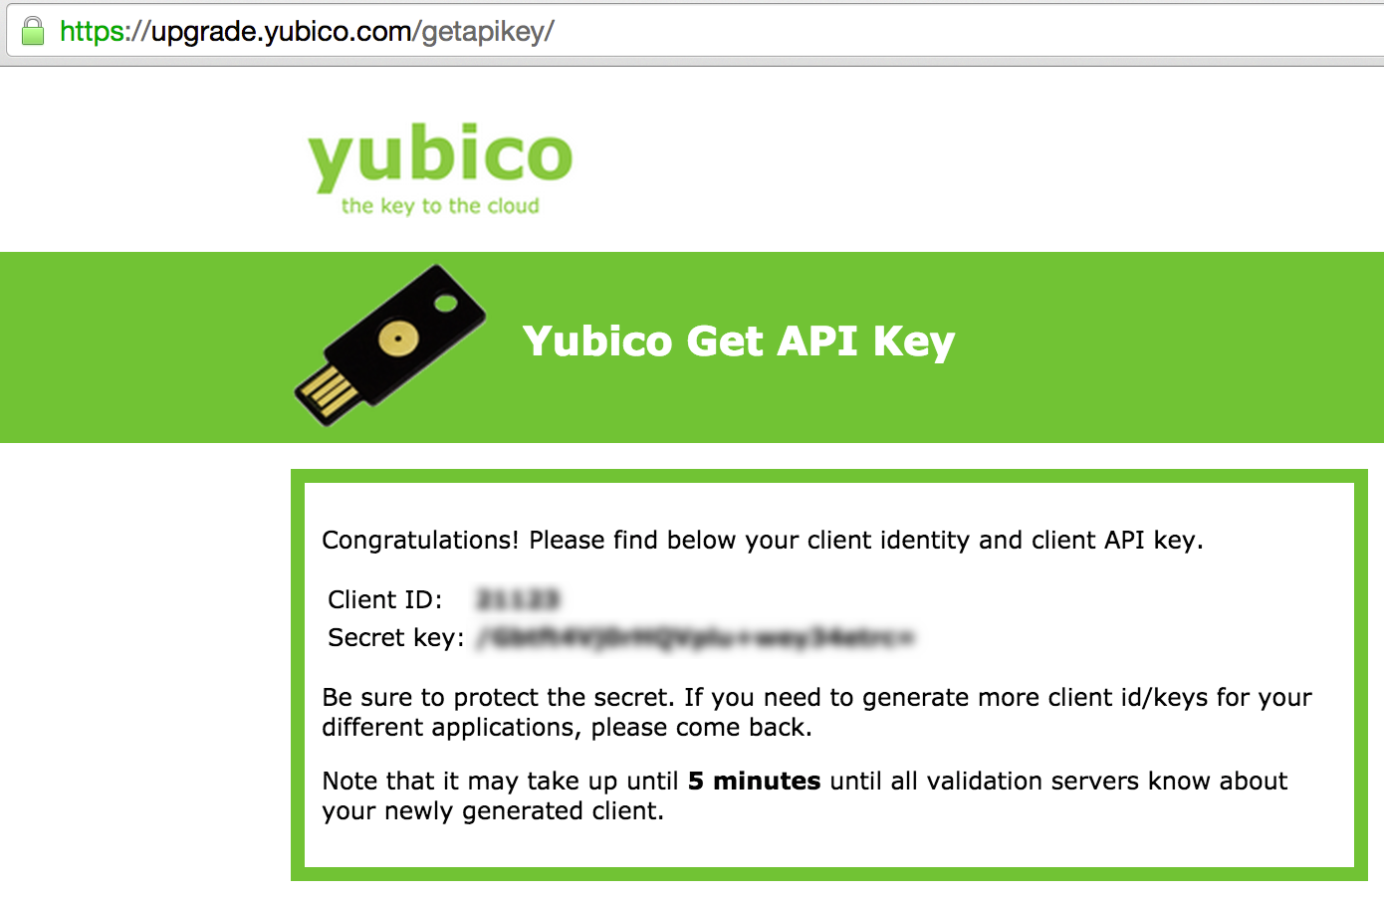 https://upgrade.yubico.com/getapikey/
yubico
the key to the cloud
Yubico Get API Key
Congratulations! Please find below your client identity and client API key.
Client ID:
Secret key:
Be sure to protect the secret. If you need to generate more client id/keys for your
different applications, please come back.
Note that it may take up until 5 minutes until all validation servers know about
your newly generated client.